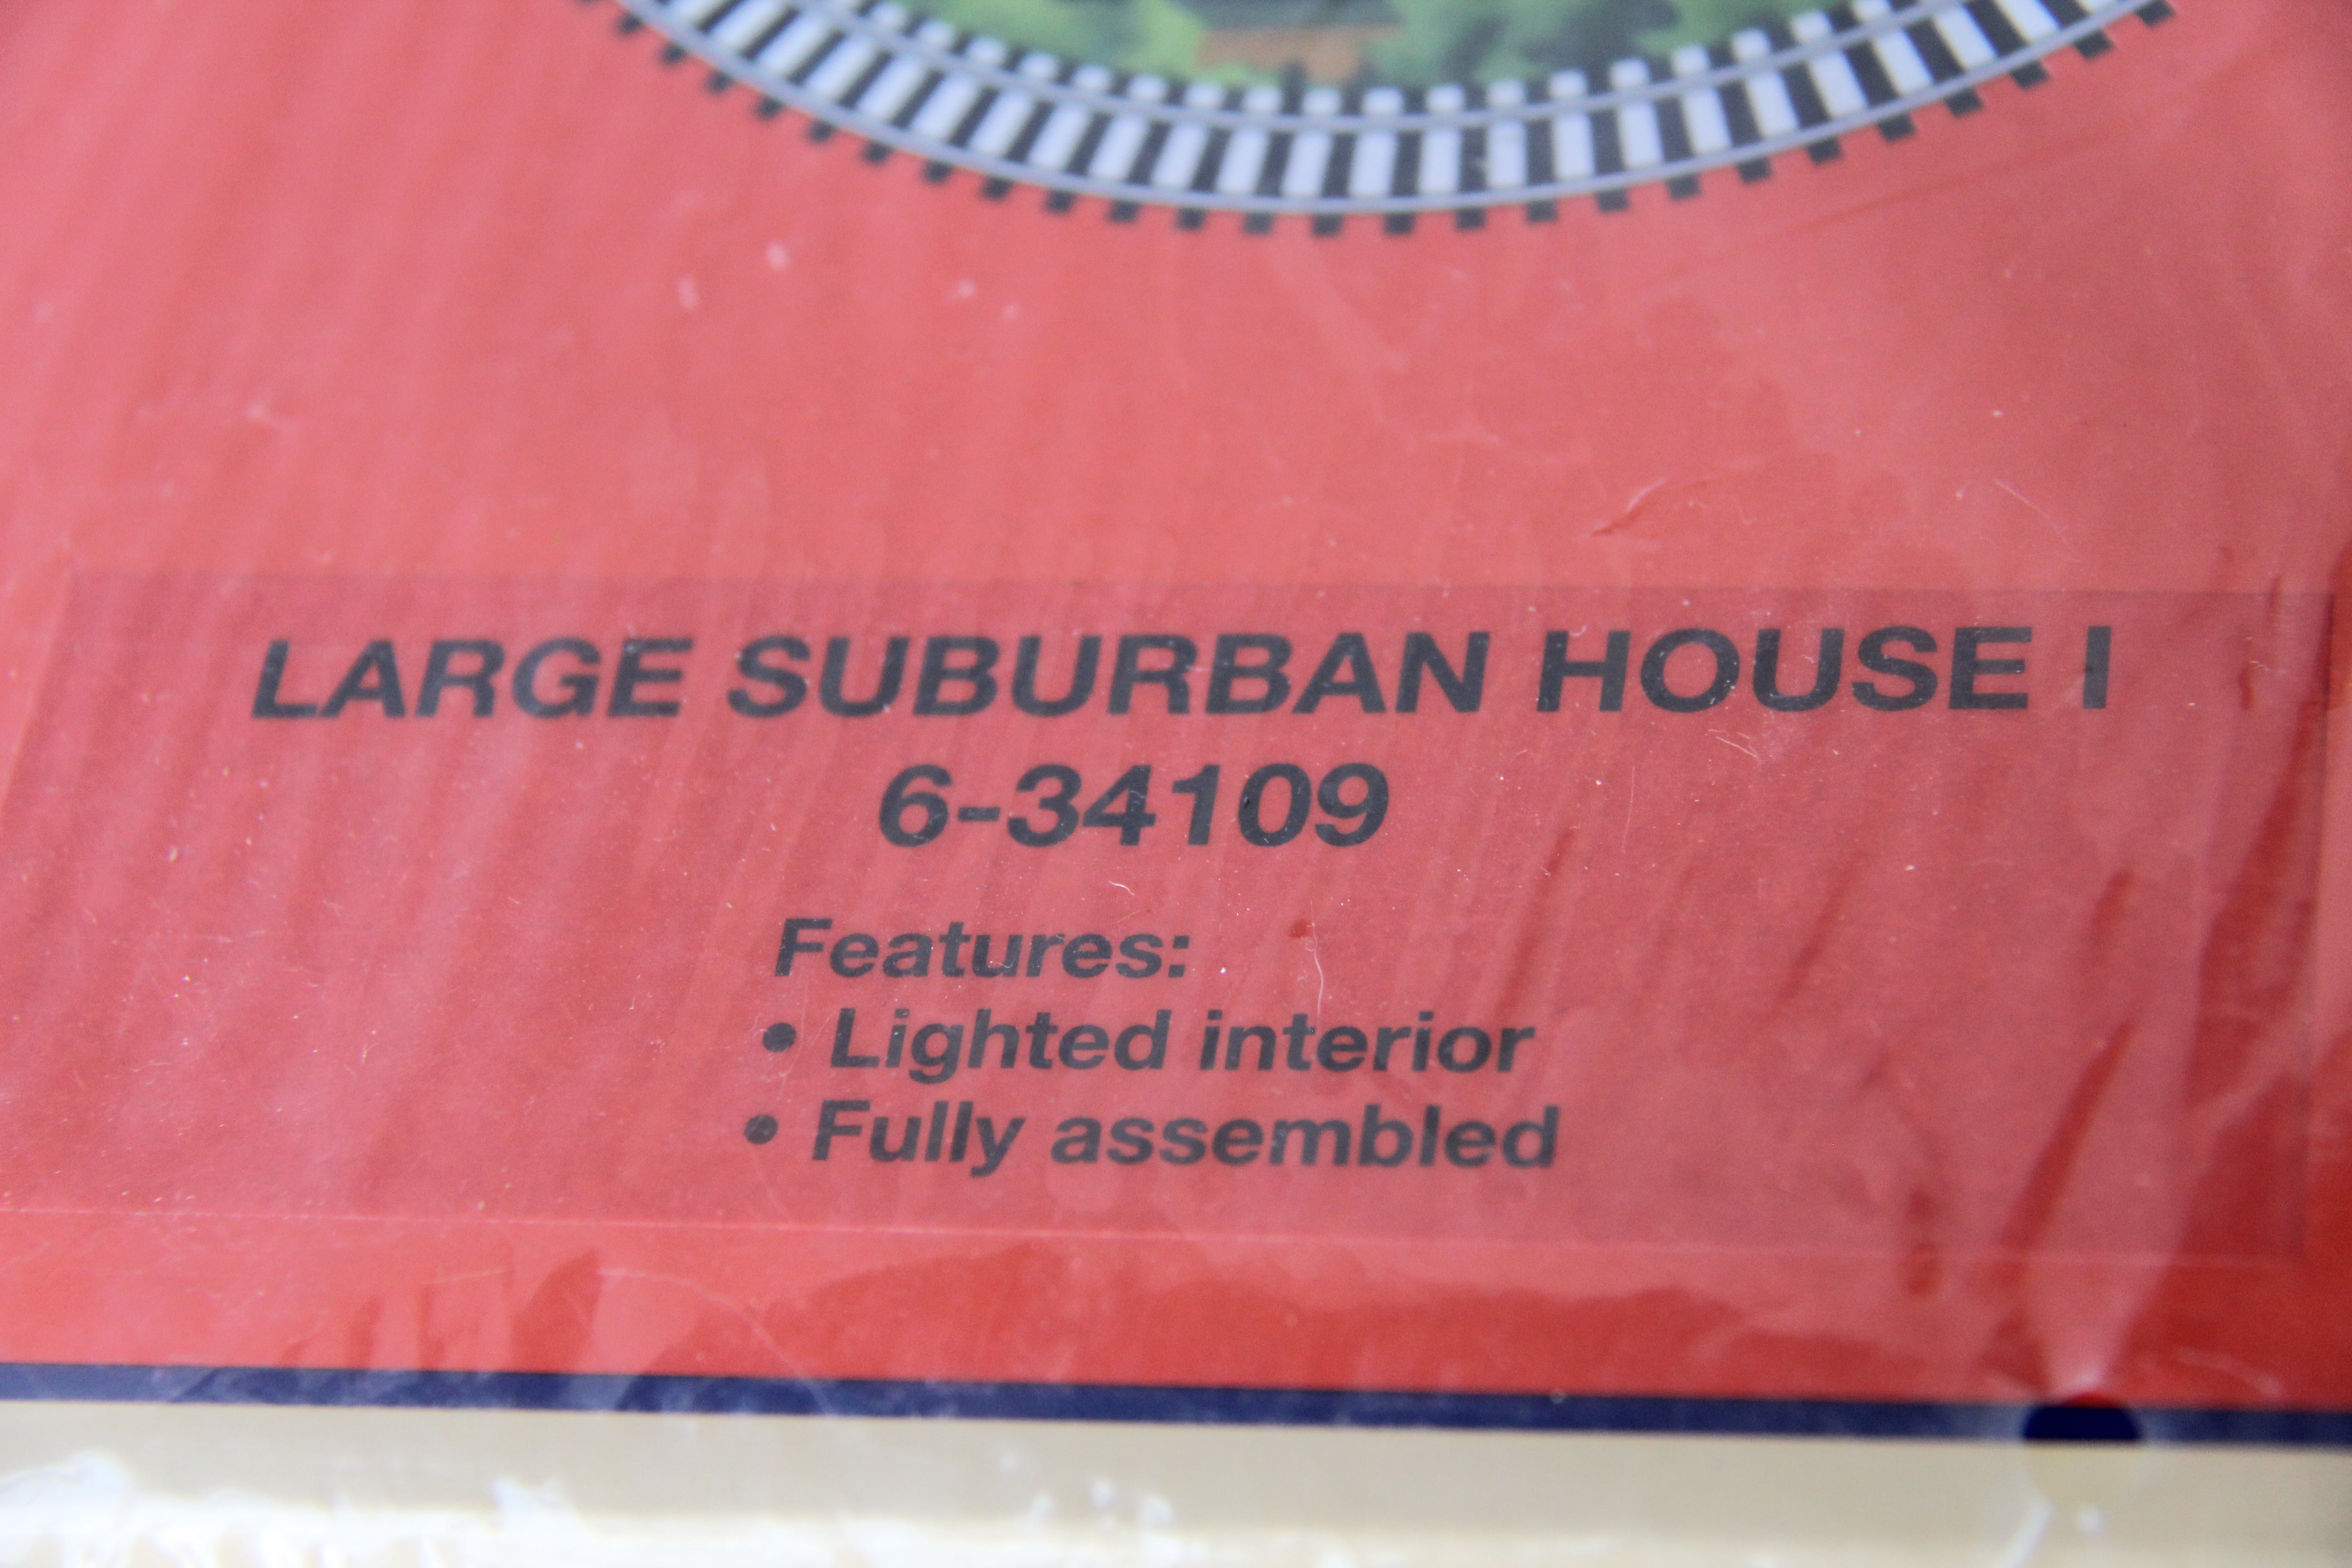 LARGE SUBURBAN HOUSE I
6-34109
Features:
• Lighted interior
• Fully assembled